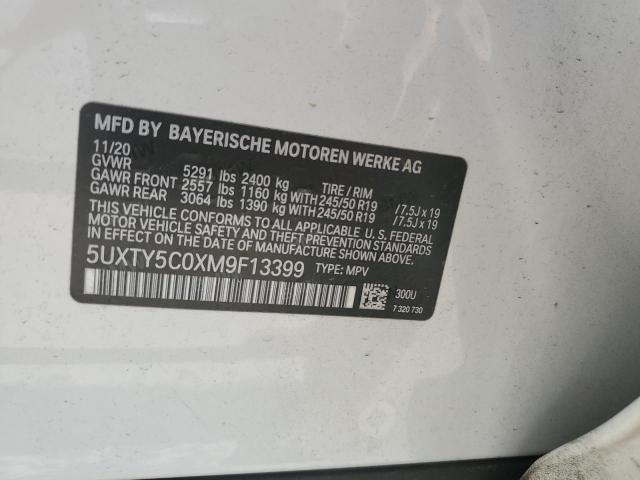 MFD BY BAYERISCHE MOTOREN WERKE AG
11/20
GVWR 5291 lbs 2400 kg TIRE / RIM
GAWR FRONT 2557 lbs 1160 kg WITH 245/50 R19 / 7.5J x 19
GAWR REAR 3064 lbs 1390 kg WITH 245/50 R19 / 7.5J x 19
THIS VEHICLE CONFORMS TO ALL APPLICABLE FEDERAL
MOTOR VEHICLE SAFETY AND THEFT PREVENTION STANDARDS
IN EFFECT ON THE DATE OF MANUFACTURE SHOWN ABOVE.
5UXTY5C0XM9F13399 TYPE: MPV
300U
7 320 730